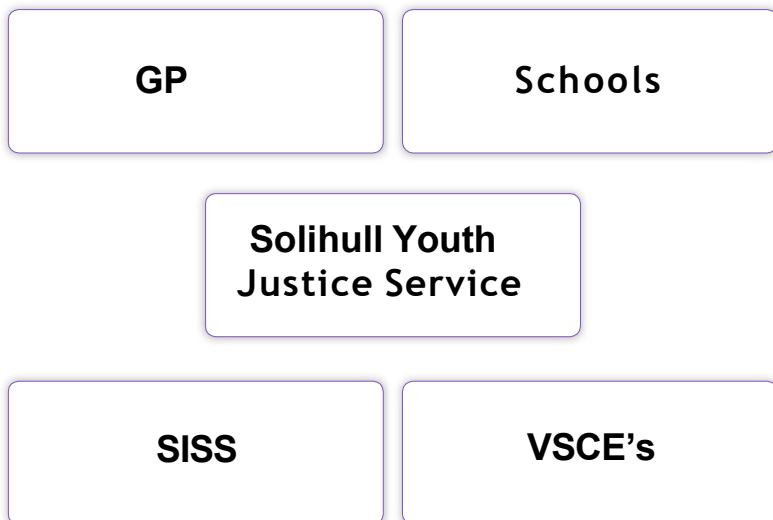 GP
Schools
Solihull Youth
Justice Service
SISS
VSCE’s